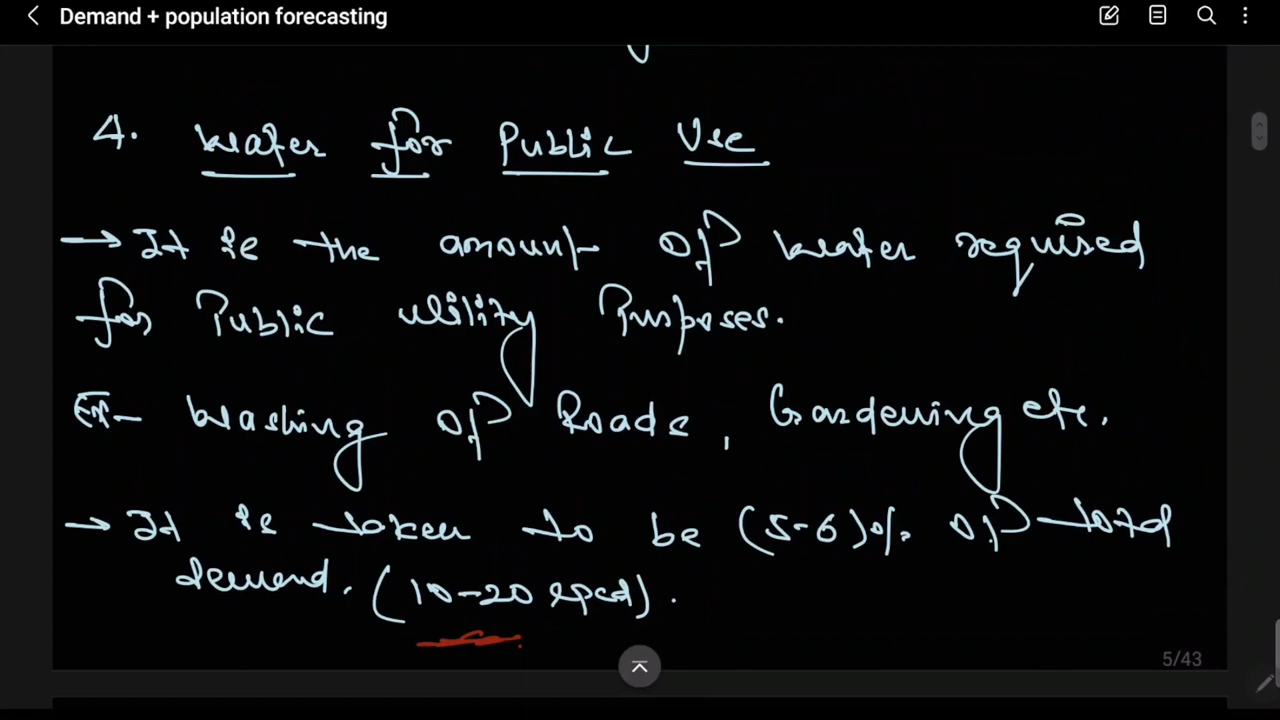 Demand + population forecasting
4. Water for Public Use
→ It is the amount of water required
for Public utility Purposes.
Ex- Washing of Roads, Gardening etc.
→ It is taken to be (5-6)% of total
demand. (10-20 lpcd).
5/43